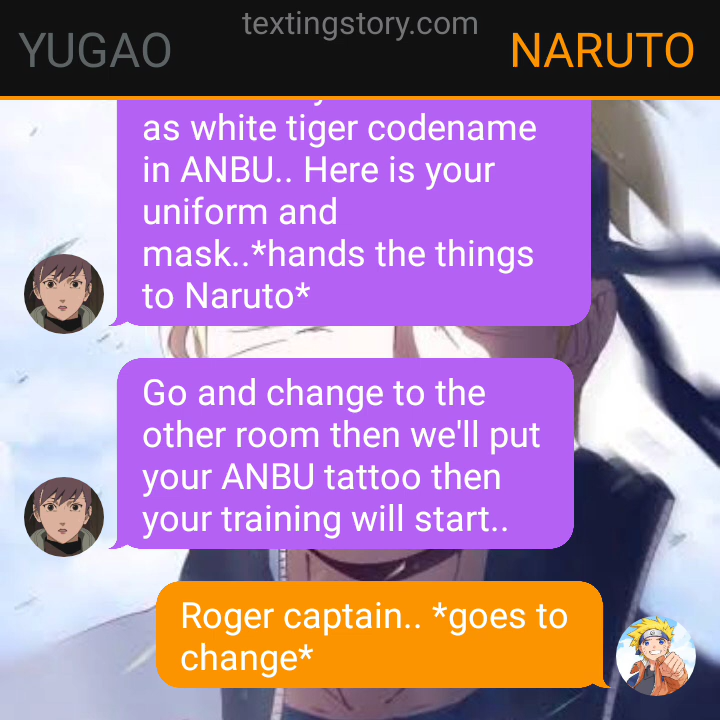 textingstory.com
YUGAO
NARUTO
as white tiger codename
in ANBU.. Here is your
uniform and
mask..*hands the things
to Naruto*
Go and change to the
other room then we'll put
your ANBU tattoo then
your training will start..
Roger captain.. *goes to
change*